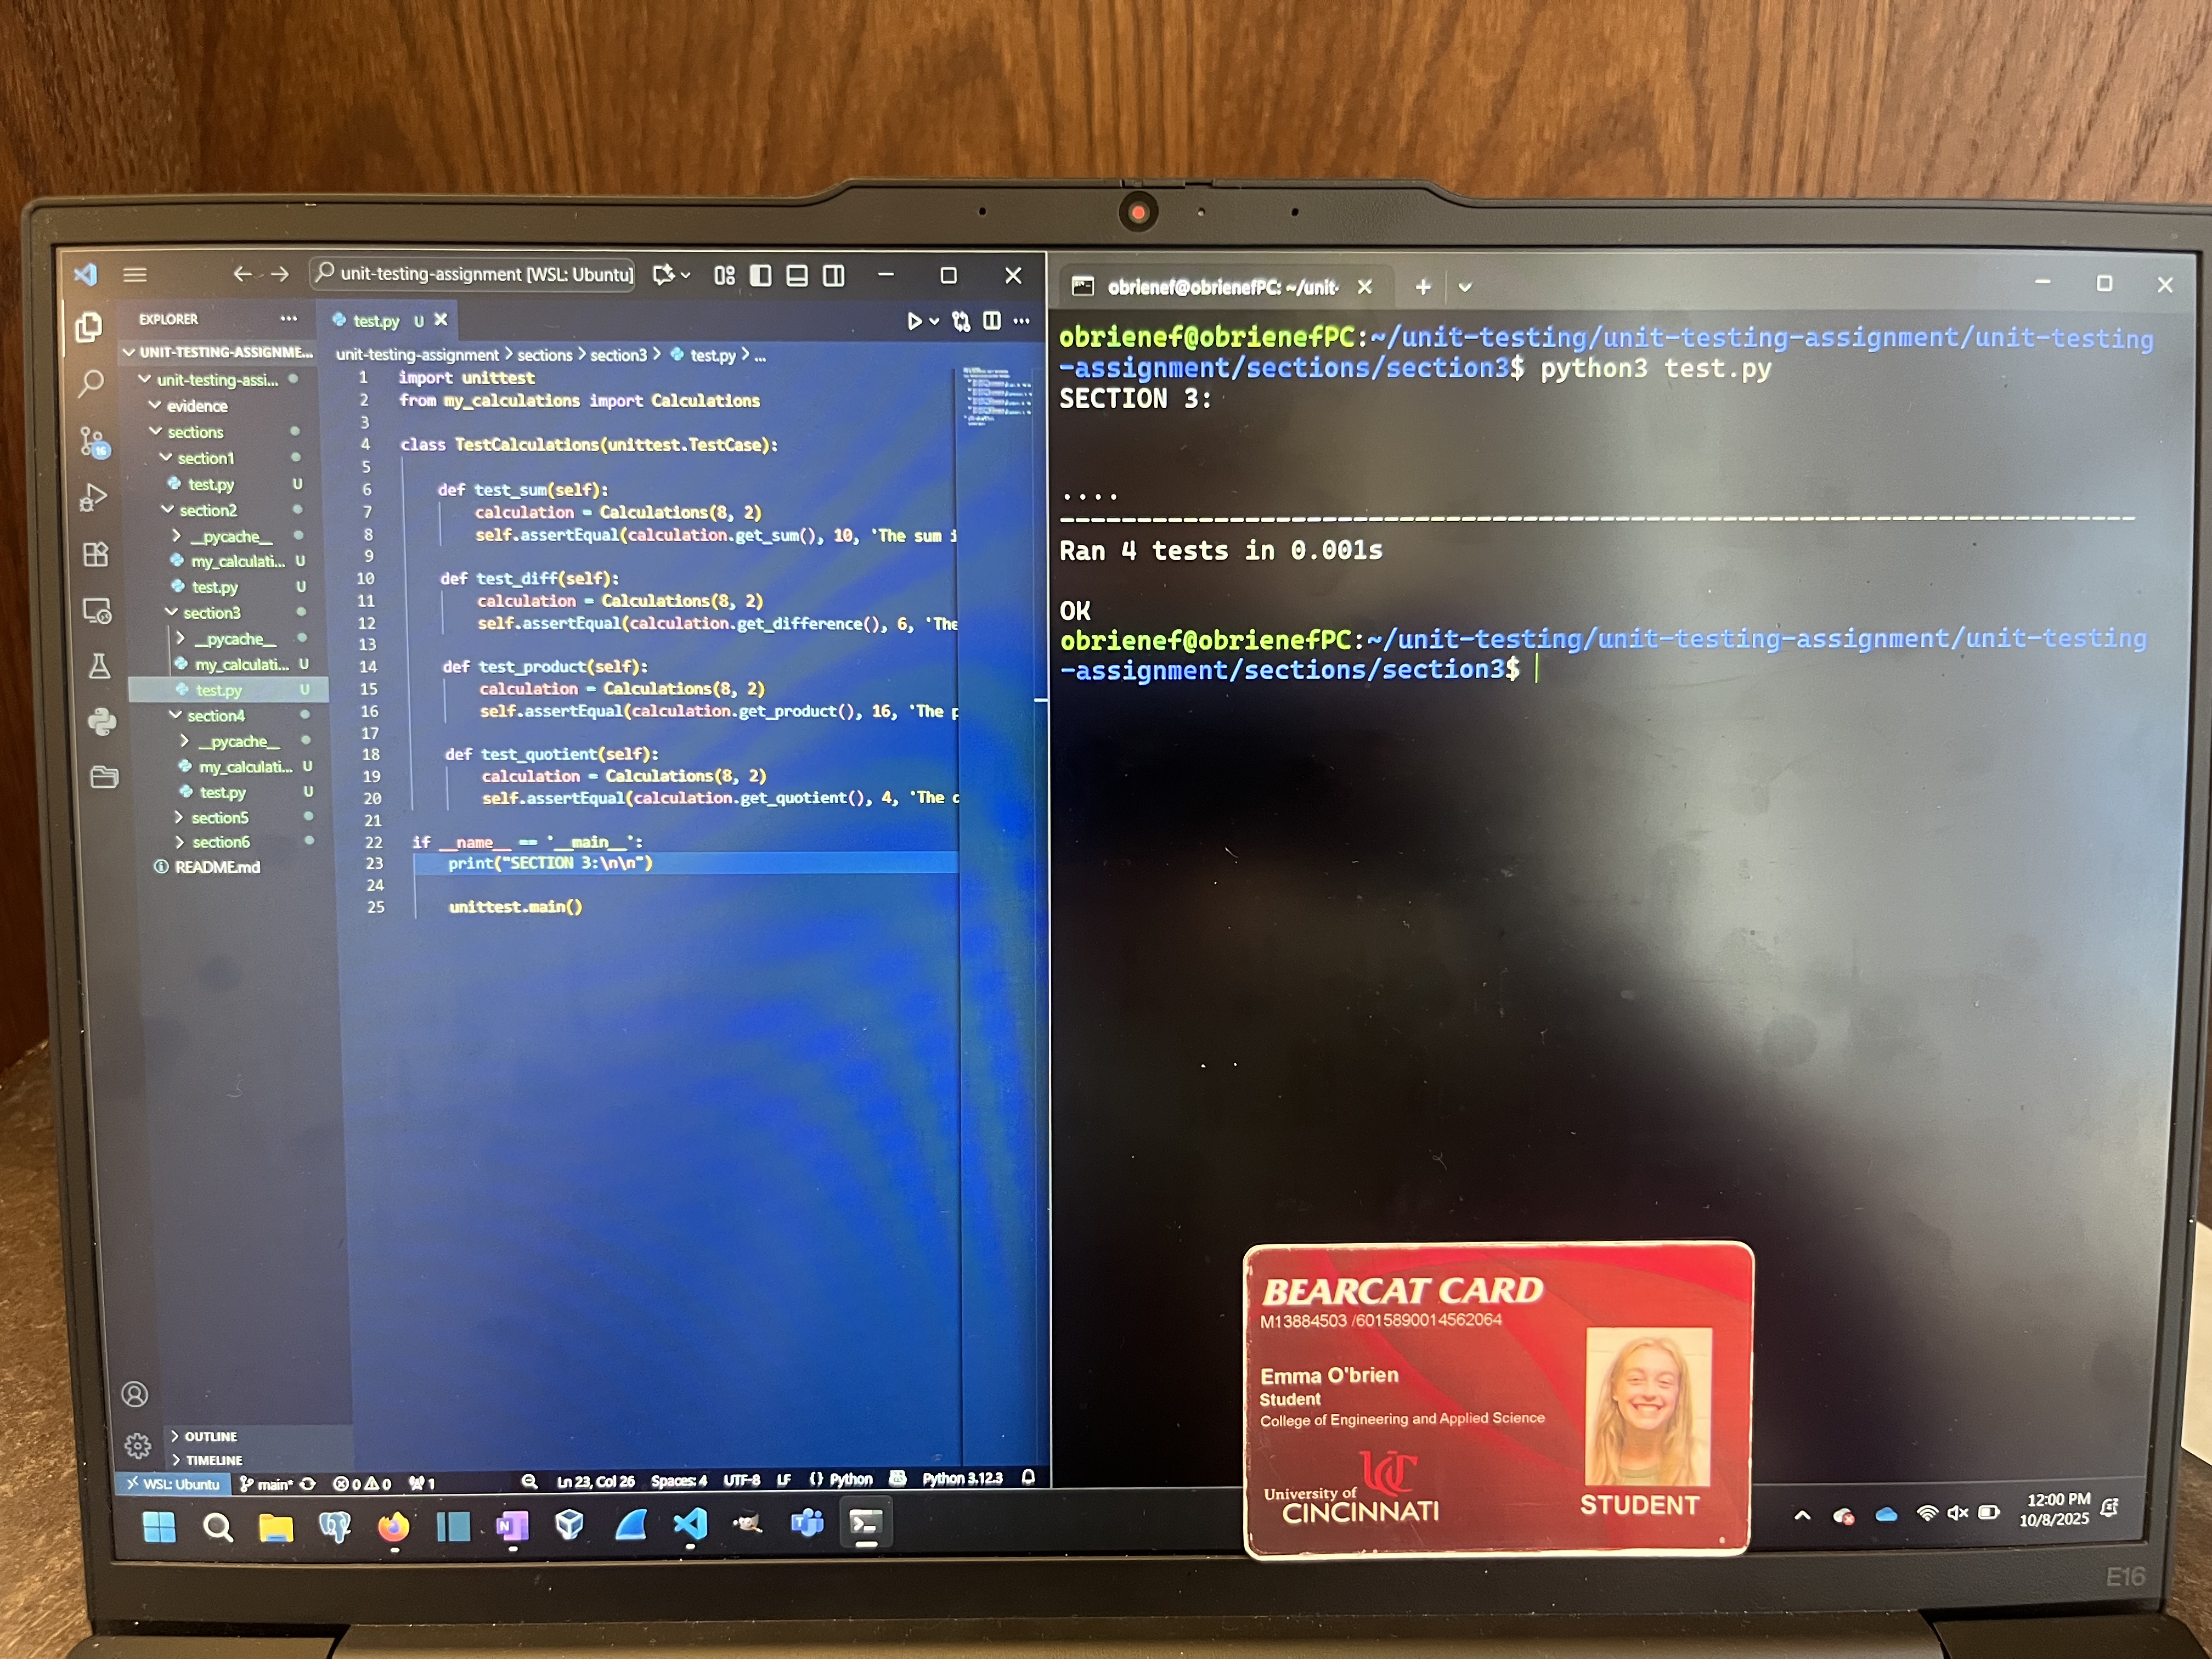 unit-testing-assignment [WSL: Ubuntu]
EXPLORER
test.py U
UNIT-TESTING-ASSIGNME...
unit-testing-assi...
evidence
sections
section1
test.py U
section2
__pycache__
my_calculati... U
test.py U
section3
__pycache__
my_calculati... U
test.py U
section4
__pycache__
my_calculati... U
test.py U
section5
section6
README.md
OUTLINE
TIMELINE
16
unit-testing-assignment > sections > section3 > test.py > ...
1 import unittest
2 from my_calculations import Calculations
3
4 class TestCalculations(unittest.TestCase):
5
6 def test_sum(self):
7 calculation = Calculations(8, 2)
8 self.assertEqual(calculation.get_sum(), 10, 'The sum i
9
10 def test_diff(self):
11 calculation = Calculations(8, 2)
12 self.assertEqual(calculation.get_difference(), 6, 'The
13
14 def test_product(self):
15 calculation = Calculations(8, 2)
16 self.assertEqual(calculation.get_product(), 16, 'The p
17
18 def test_quotient(self):
19 calculation = Calculations(8, 2)
20 self.assertEqual(calculation.get_quotient(), 4, 'The
21
22 if __name__ == '__main__':
23 print("SECTION 3:\n\n")
24
25 unittest.main()
WSL: Ubuntu main* 0 0 1 Ln 23, Col 26 Spaces: 4 UTF-8 LF {} Python Python 3.12.3
obrienef@obrienefPC: ~/unit-
obrienef@obrienefPC:~/unit-testing/unit-testing-assignment/unit-testing
-assignment/sections/section3$ python3 test.py
SECTION 3:
....
----------------------------------------------------------------------
Ran 4 tests in 0.001s
OK
obrienef@obrienefPC:~/unit-testing/unit-testing-assignment/unit-testing
-assignment/sections/section3$
BEARCAT CARD
M13884503 /6015890014562064
Emma O'brien
Student
College of Engineering and Applied Science
UC
University of
CINCINNATI
STUDENT
12:00 PM
10/8/2025
E16